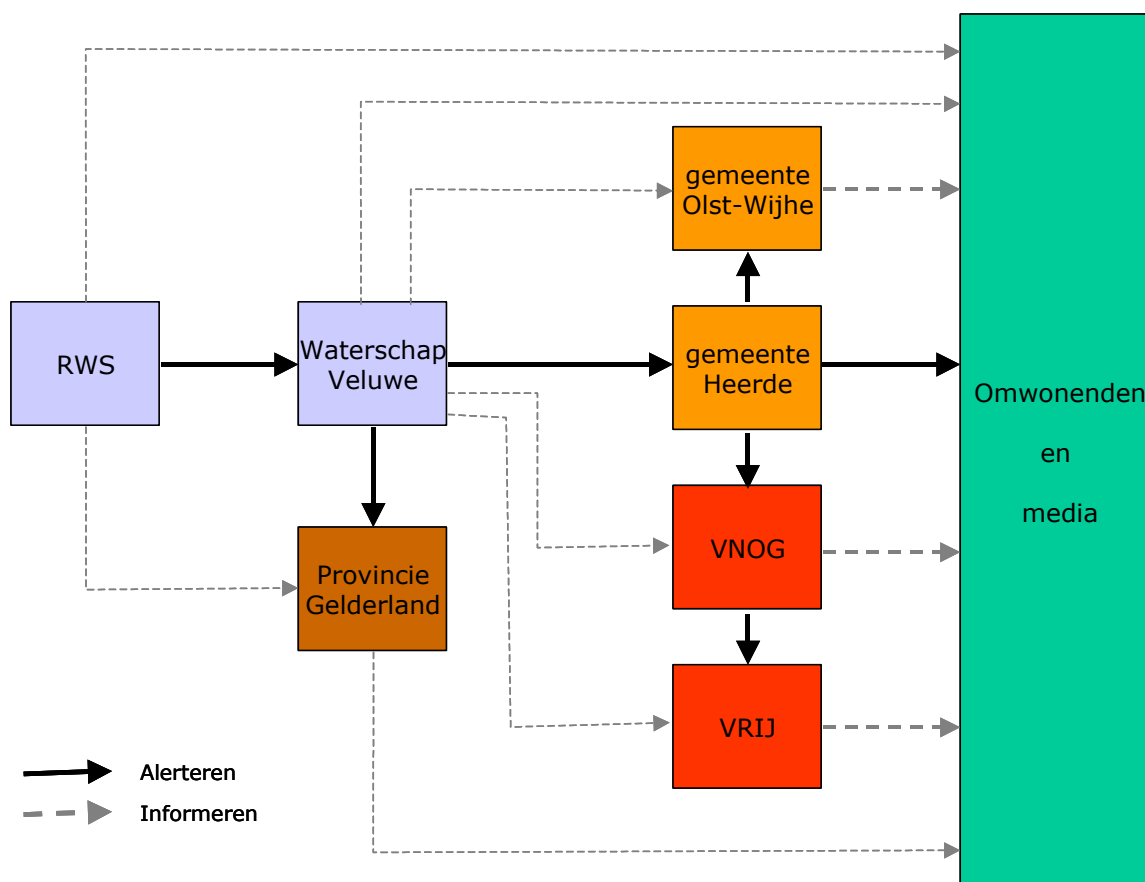 gemeente
Olst-Wijhe
RWS
Waterschap
Veluwe
gemeente
Heerde
Omwonenden
en
media
VNOG
Provincie
Gelderland
VRIJ
Alerteren
Informeren